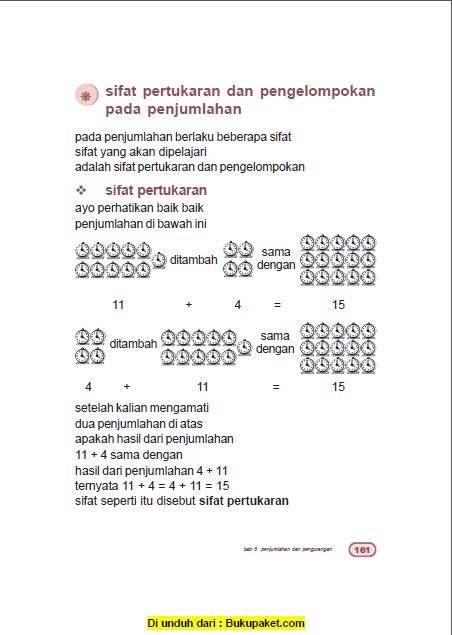 sifat pertukaran dan pengelompokan
pada penjumlahan
pada penjumlahan berlaku beberapa sifat
sifat yang akan dipelajari
adalah sifat pertukaran dan pengelompokan
❖ sifat pertukaran
ayo perhatikan baik baik
penjumlahan di bawah ini
ditambah sama dengan
11 + 4 = 15
ditambah sama dengan
4 + 11 = 15
setelah kalian mengamati
dua penjumlahan di atas
apakah hasil dari penjumlahan
11 + 4 sama dengan
hasil dari penjumlahan 4 + 11
ternyata 11 + 4 = 4 + 11 = 15
sifat seperti itu disebut sifat pertukaran
bab 8 penjumlahan dan pengurangan 161
Di unduh dari : Bukupaket.com